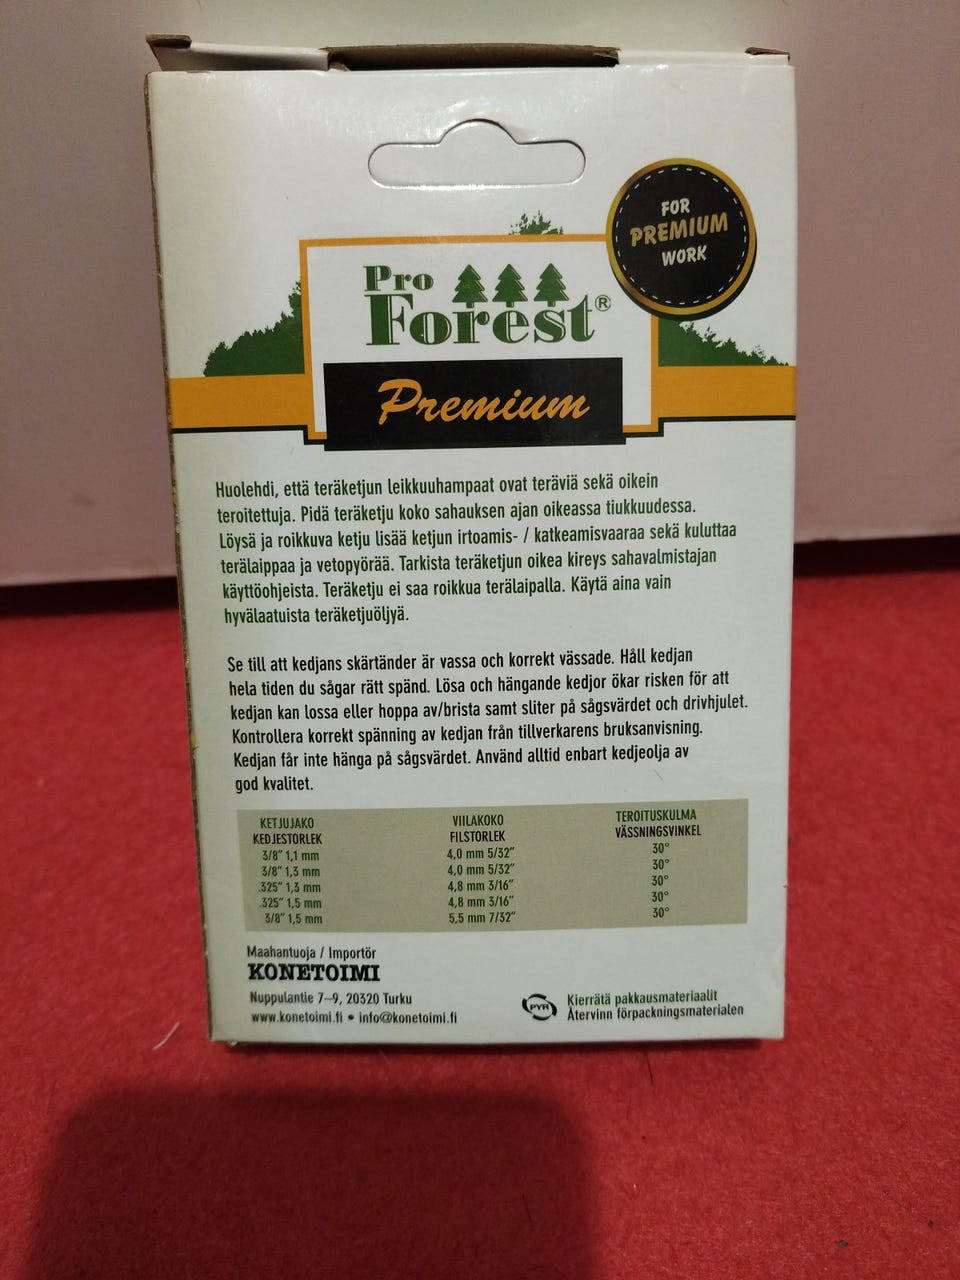 FOR
PREMIUM
WORK
Pro
Forest®
Premium
Huolehdi, että teräketjun leikkuuhampaat ovat teräviä sekä oikein
teroitettuja. Pidä teräketju koko sahauksen ajan oikeassa tiukkuudessa.
Löysä ja roikkuva ketju lisää ketjun irtoamis- / katkeamisvaaraa sekä kuluttaa
terälaippaa ja vetopyörää. Tarkista teräketjun oikea kireys sahavalmistajan
käyttöohjeista. Teräketju ei saa roikkua terälaipalla. Käytä aina vain
hyvälaatuista teräketjuöljyä.
Se till att kedjans skärtänder är vassa och korrekt vässade. Håll kedjan
hela tiden du sågar rätt spänd. Lösa och hängande kedjor ökar risken för att
kedjan kan lossa eller hoppa av/brista samt sliter på sågsvärdet och drivhjulet.
Kontrollera korrekt spänning av kedjan från tillverkarens bruksanvisning.
Kedjan får inte hänga på sågsvärdet. Använd alltid enbart kedjeolja av
god kvalitet.
KETJUJAKO VIILAKOKO TEROITUSKULMA
KEDJESTORLEK FILSTORLEK VÄSSNINGSVINKEL
3/8" 1,1 mm 4,0 mm 5/32" 30°
3/8" 1,3 mm 4,0 mm 5/32" 30°
.325" 1,3 mm 4,8 mm 3/16" 30°
.325" 1,5 mm 4,8 mm 3/16" 30°
3/8" 1,5 mm 5,5 mm 7/32" 30°
Maahantuoja / Importör
KONETOIMI
Nuppulantie 7–9, 20320 Turku
www.konetoimi.fi • info@konetoimi.fi
PYR
Kierrätä pakkausmateriaalit
Återvinn förpackningsmaterialen